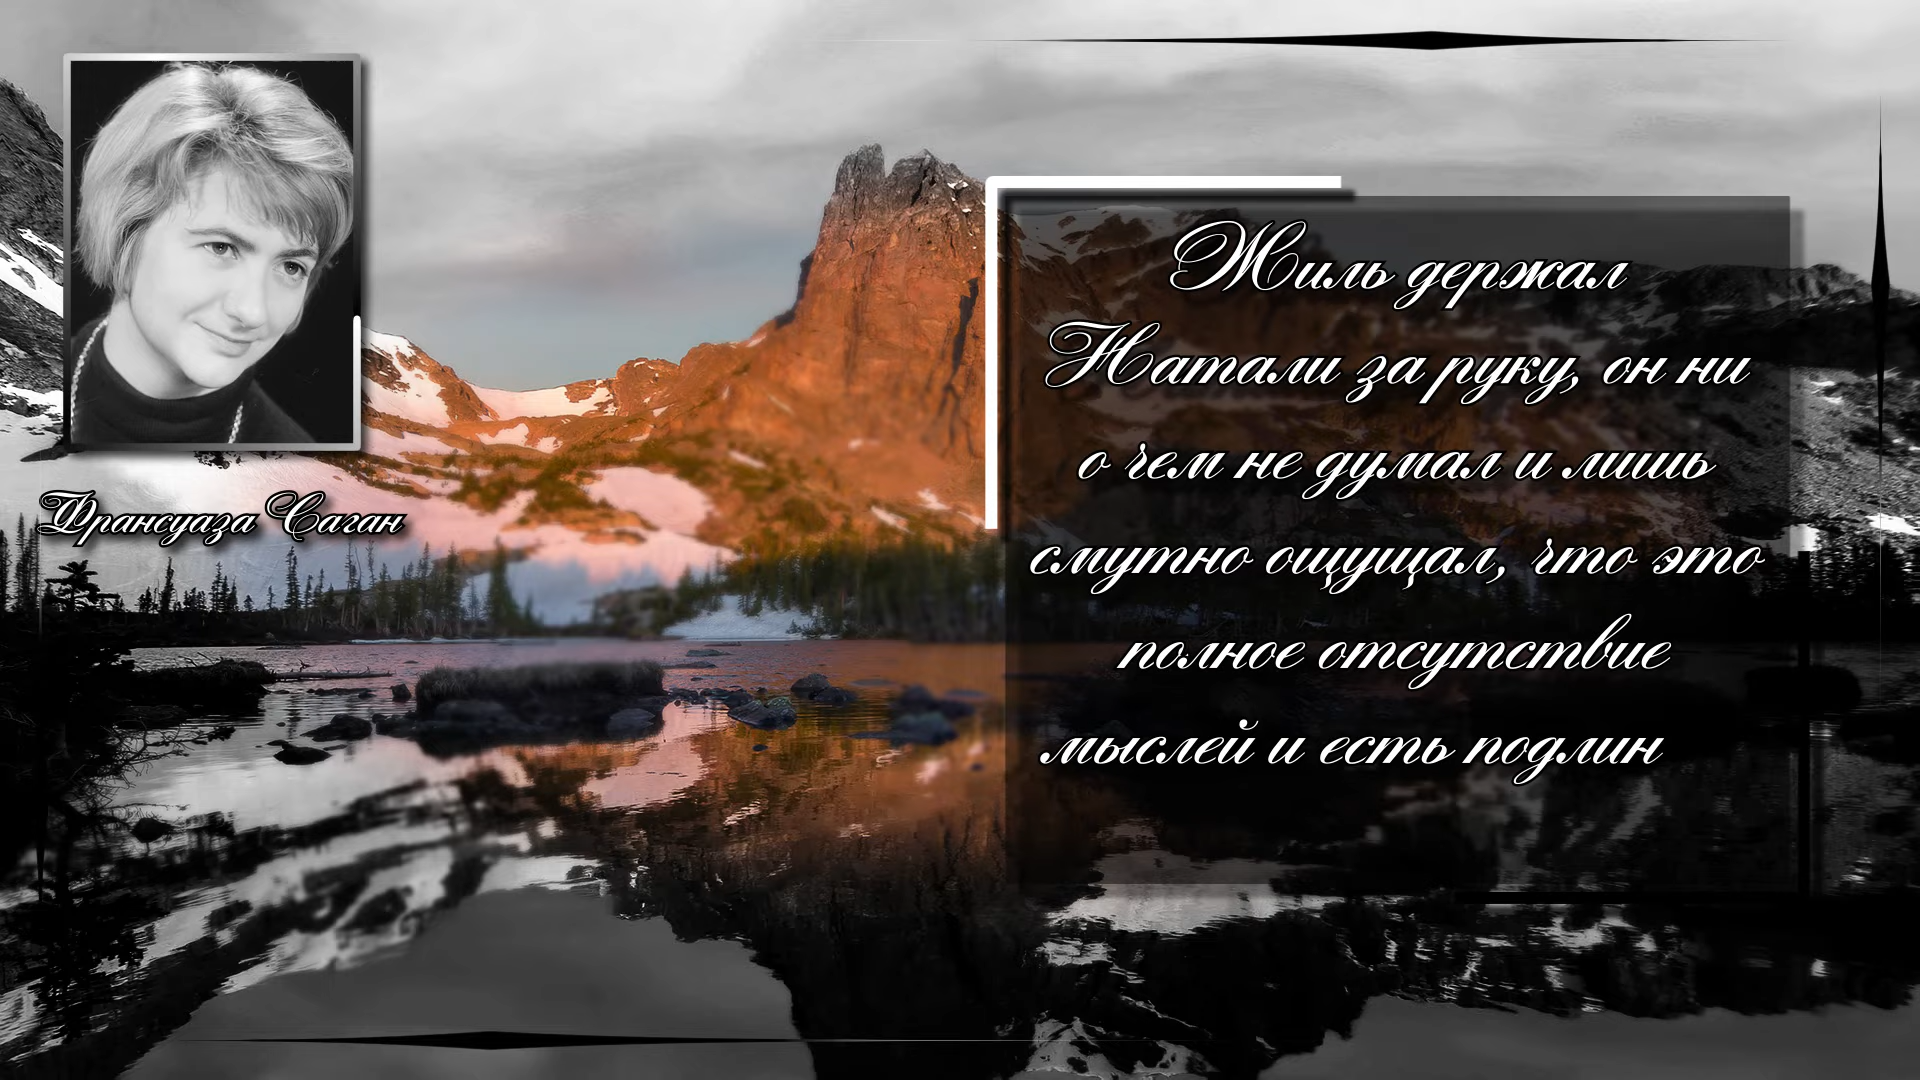 Франсуаза Саган
Жиль держал
Натали за руку, он ни
о чем не думал и лишь
смутно ощущал, что это
полное отсутствие
мыслей и есть подлин